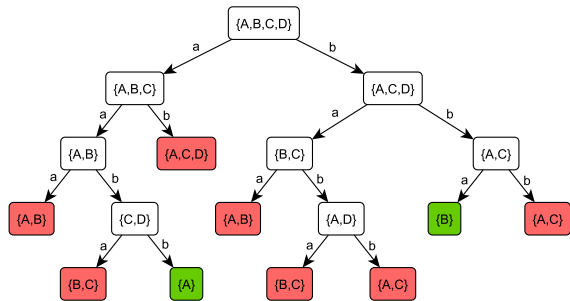 {A,B,C,D}
a b
{A,B,C} {A,C,D}
a b a b
{A,B} {A,C,D} {B,C} {A,C}
a b a b a b
{A,B} {C,D} {A,B} {A,D} {B} {A,C}
a b a b
{B,C} {A} {B,C} {A,C}